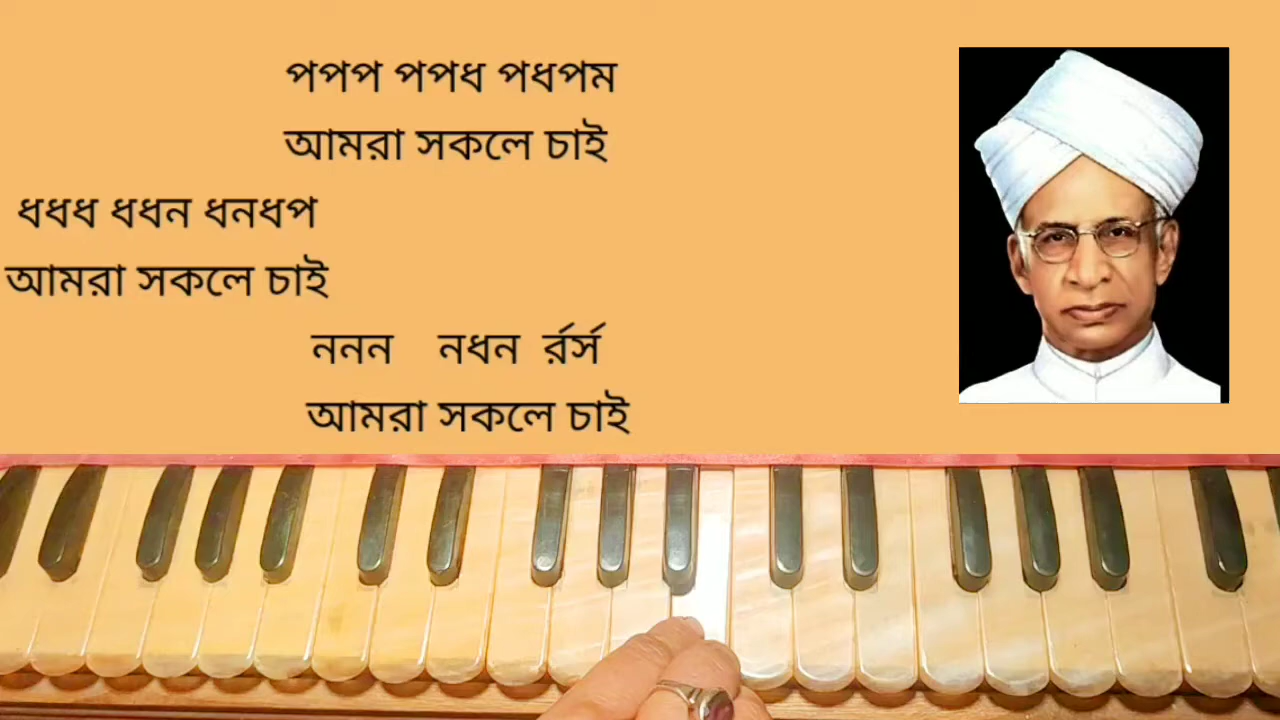 পপপ পপধ পধপম
আমরা সকলে চাই
ধধধ ধধন ধনধপ
আমরা সকলে চাই
ননন নধন র্রর্স
আমরা সকলে চাই